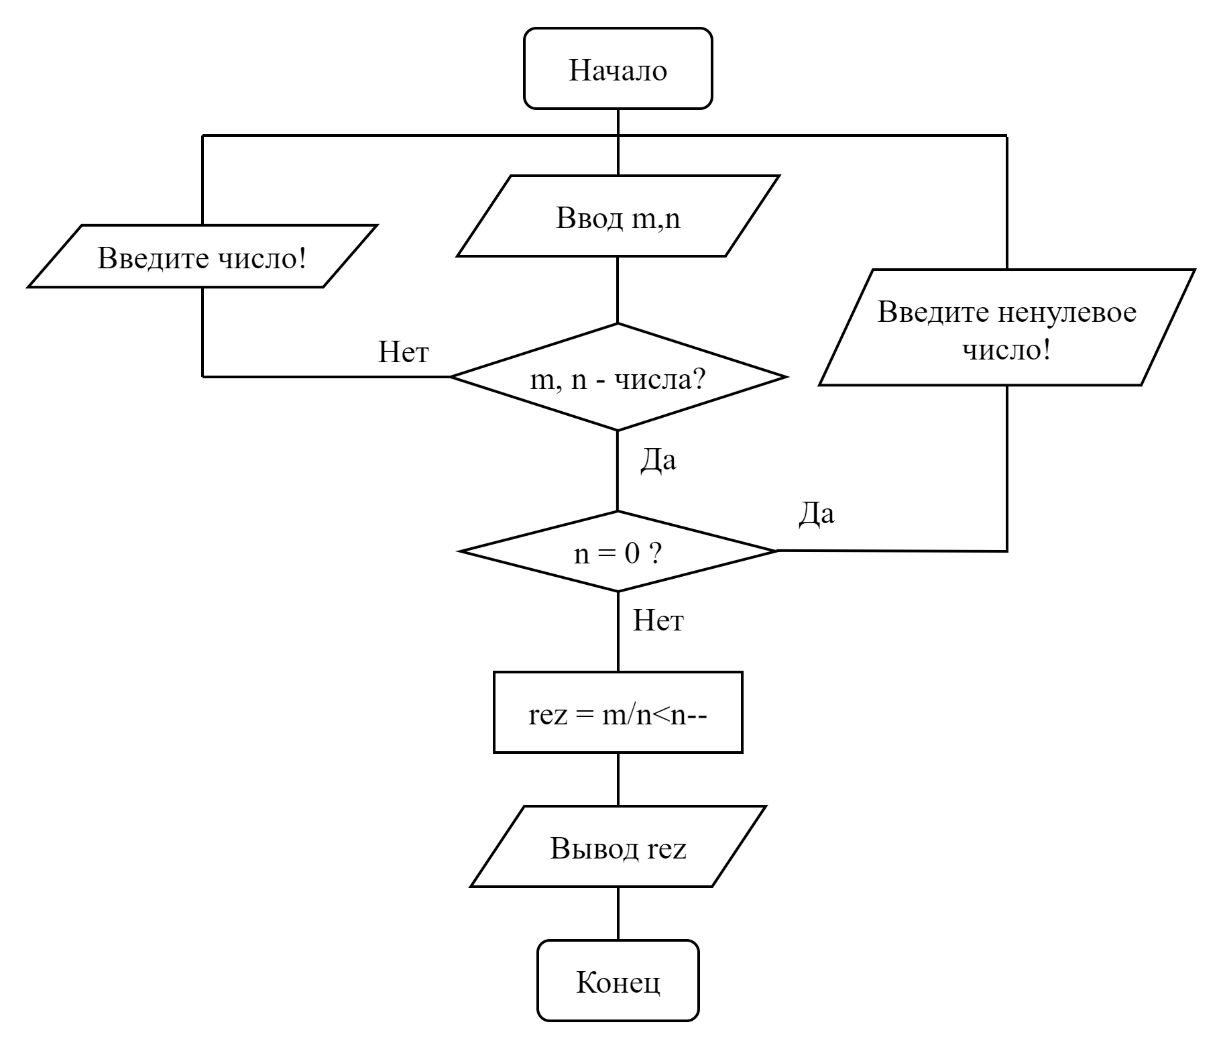 Начало
Ввод m,n
Введите число!
Введите ненулевое
число!
Нет
m, n - числа?
Да
Да
n = 0 ?
Нет
rez = m/n<n--
Вывод rez
Конец